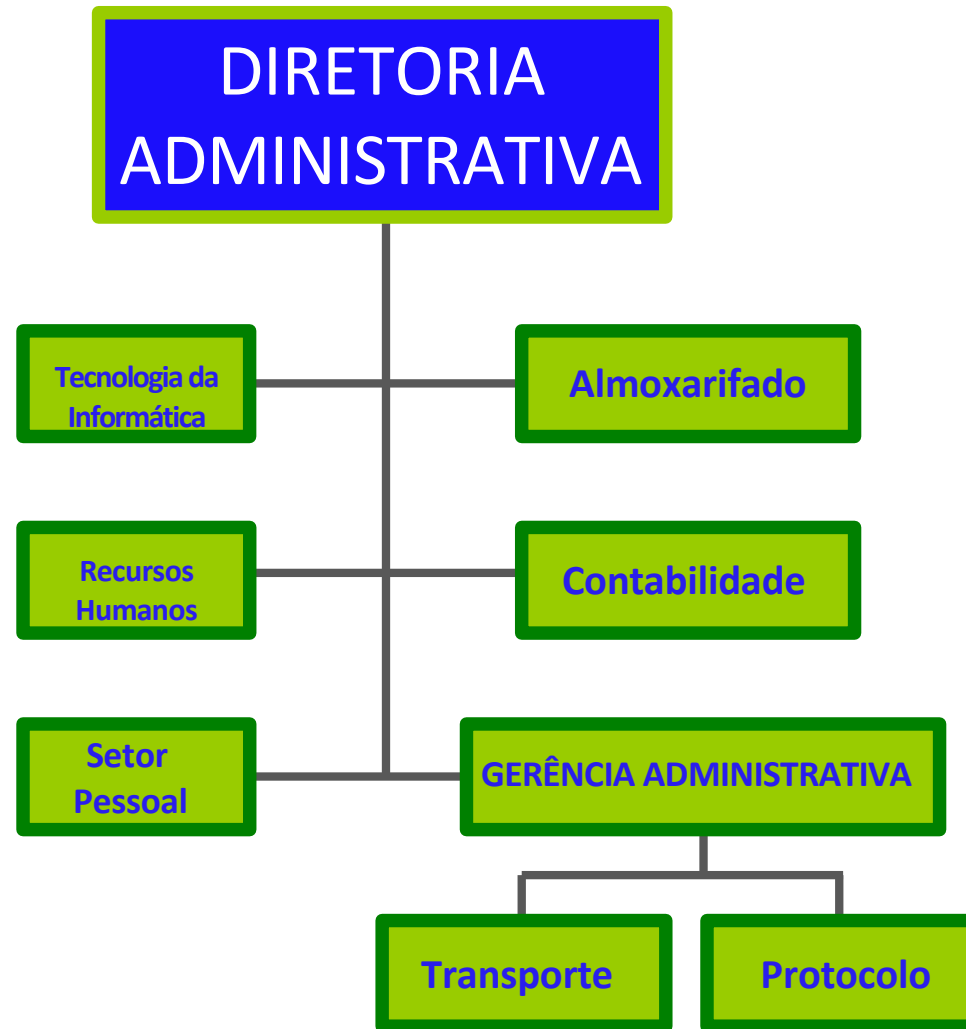 DIRETORIA
ADMINISTRATIVA
Tecnologia da
Informática
Almoxarifado
Recursos
Humanos
Contabilidade
Setor
Pessoal
GERÊNCIA ADMINISTRATIVA
Transporte
Protocolo